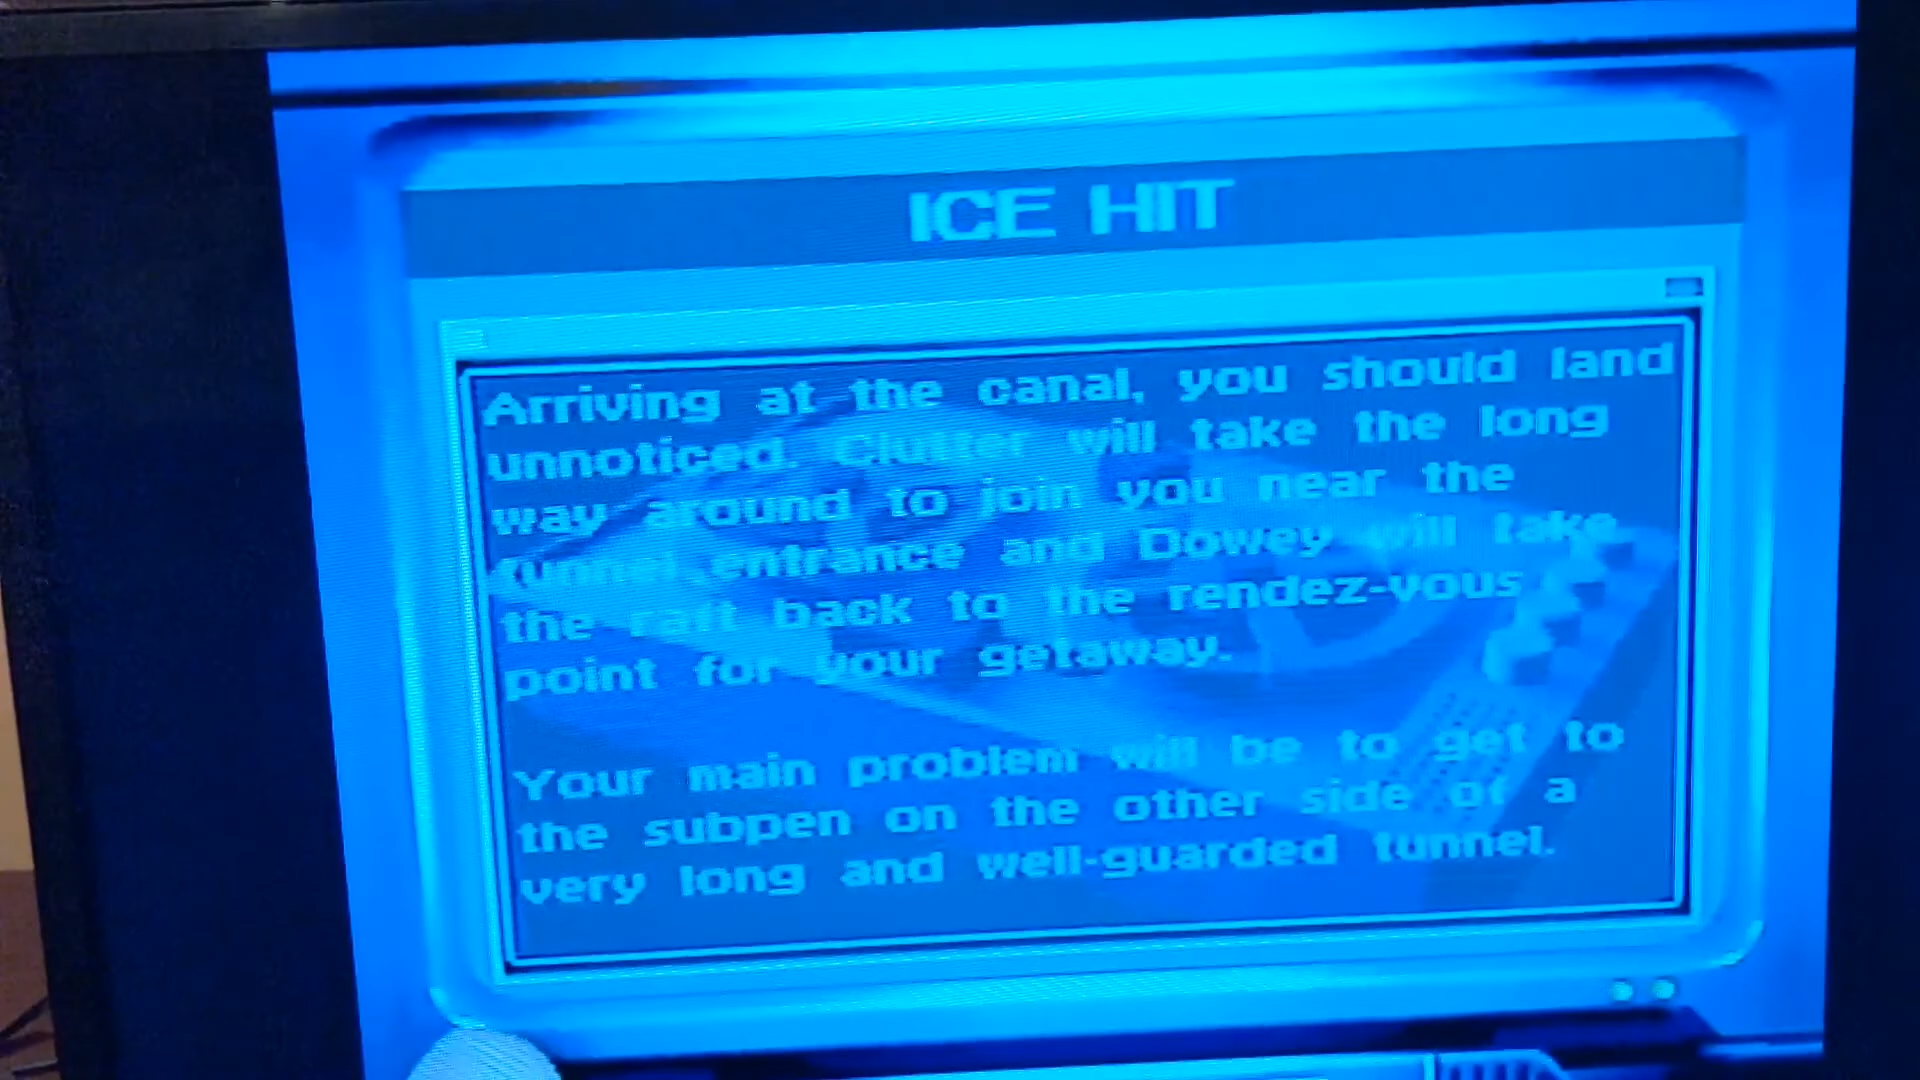 ICE HIT
Arriving at the canal, you should land
unnoticed. Clutter will take the long
way around to join you near the
tunnel entrance and Dowey will take
the raft back to the rendez-vous
point for your getaway.
Your main problem will be to get to
the subpen on the other side of a
very long and well-guarded tunnel.